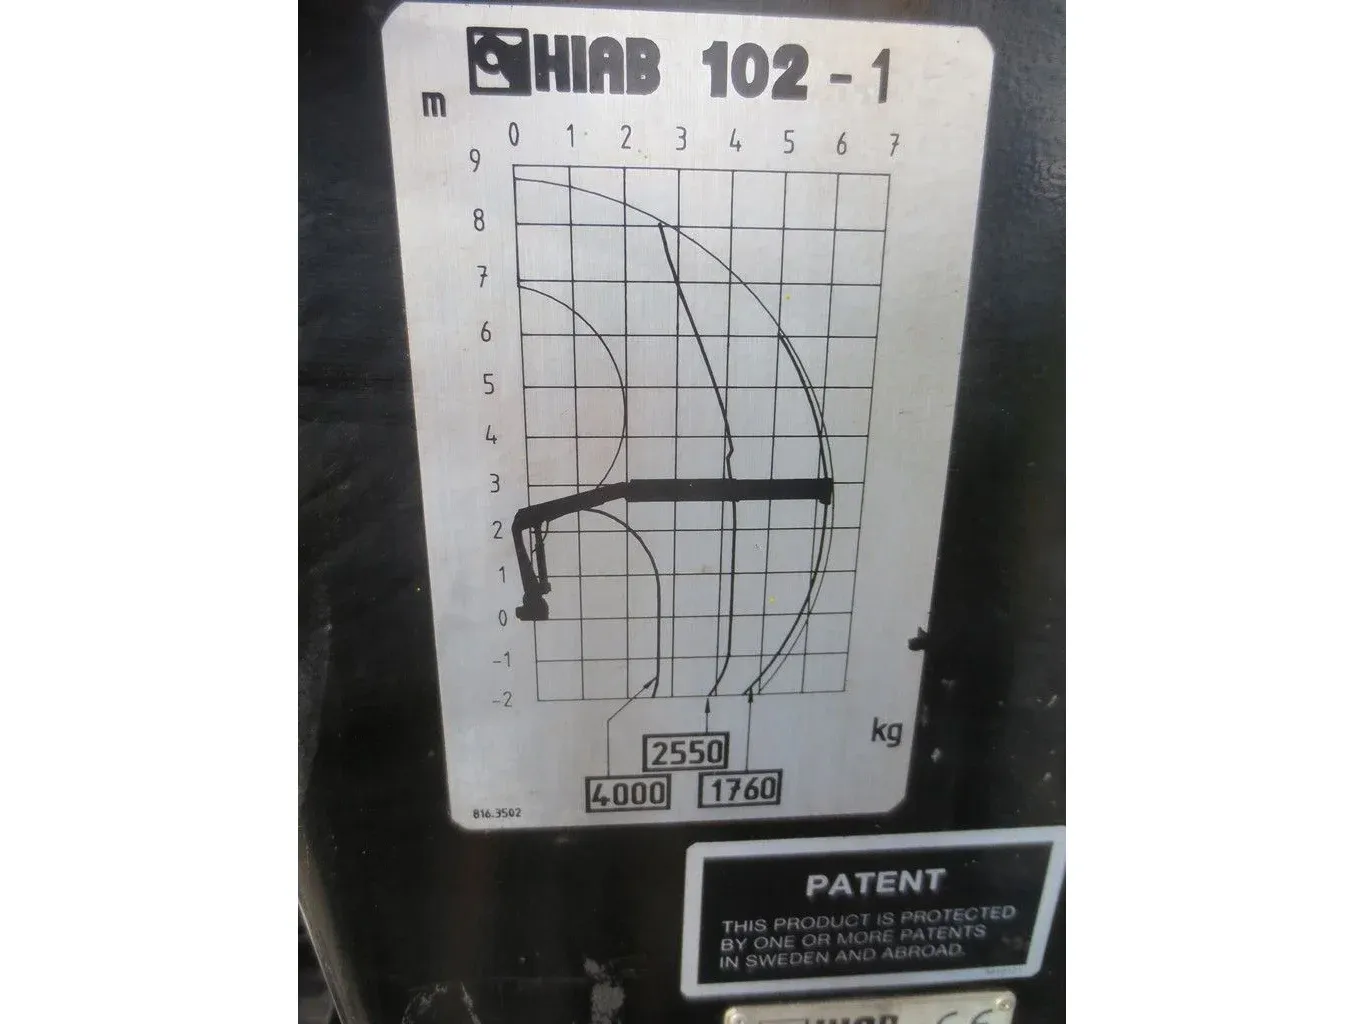 HIAB 102 - 1
m
0 1 2 3 4 5 6 7
9
8
7
6
5
4
3
2
1
0
-1
-2
kg
2550
4000 1760
816.3502
PATENT
THIS PRODUCT IS PROTECTED
BY ONE OR MORE PATENTS
IN SWEDEN AND ABROAD.
HIAB CE